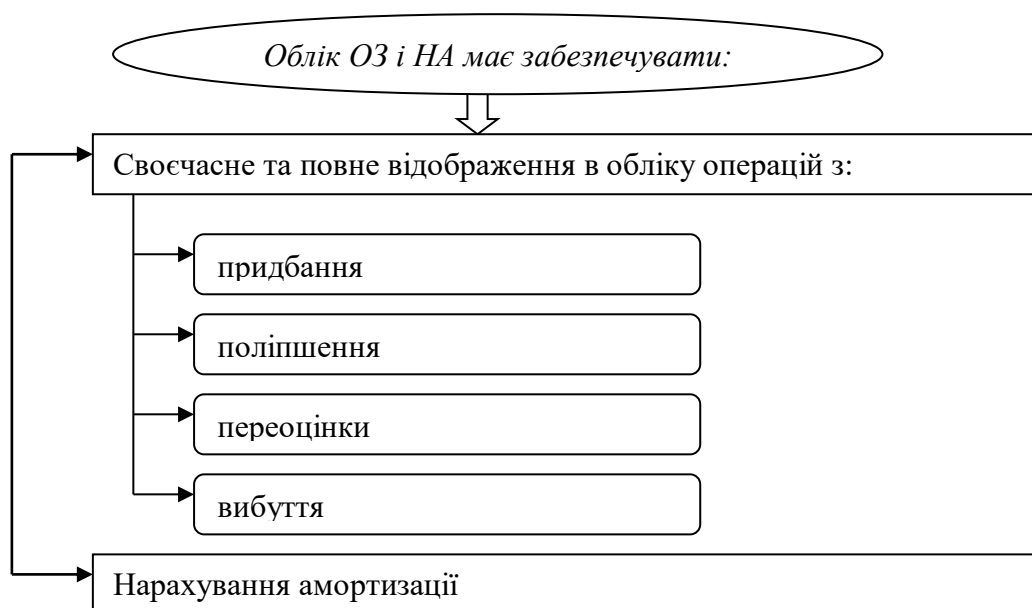 Облік ОЗ і НА має забезпечувати:
Своєчасне та повне відображення в обліку операцій з:
придбання
поліпшення
переоцінки
вибуття
Нарахування амортизації